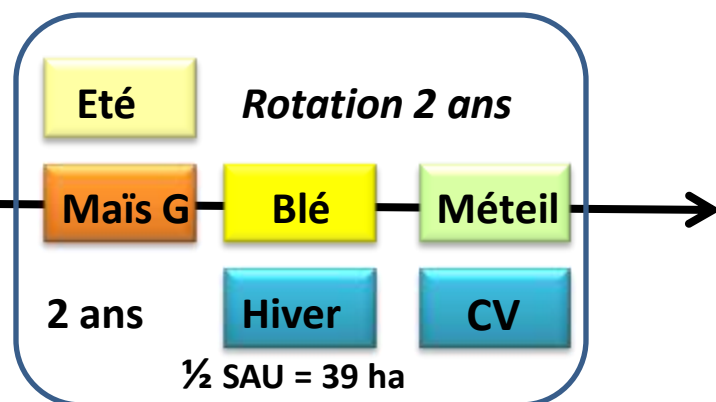 Eté Rotation 2 ans
Maïs G Blé Méteil
2 ans Hiver CV
½ SAU = 39 ha